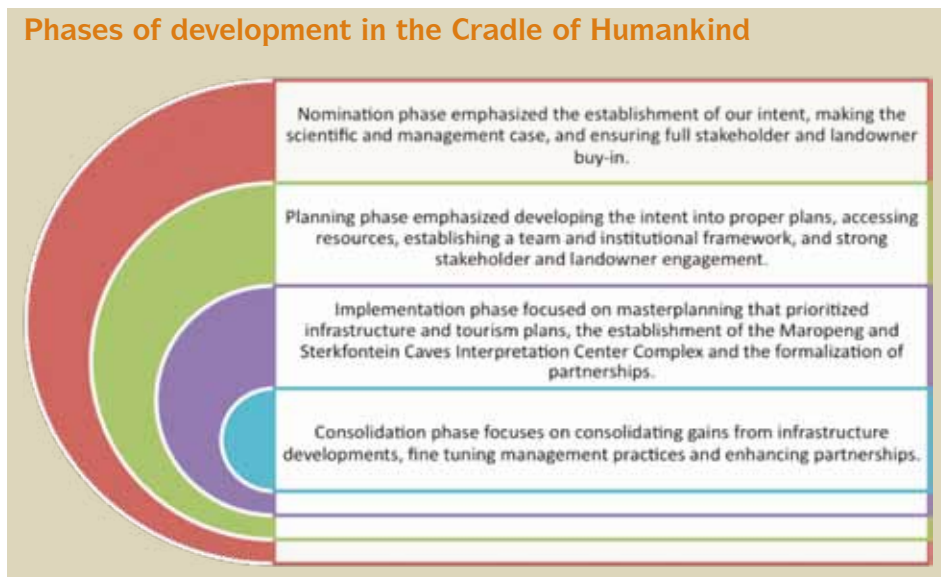 Phases of development in the Cradle of Humankind
Nomination phase emphasized the establishment of our intent, making the
scientific and management case, and ensuring full stakeholder and landowner
buy-in.
Planning phase emphasized developing the intent into proper plans, accessing
resources, establishing a team and institutional framework, and strong
stakeholder and landowner engagement.
Implementation phase focused on masterplanning that prioritized
infrastructure and tourism plans, the establishment of the Maropeng and
Sterkfontein Caves Interpretation Center Complex and the formalization of
partnerships.
Consolidation phase focuses on consolidating gains from infrastructure
developments, fine tuning management practices and enhancing partnerships.